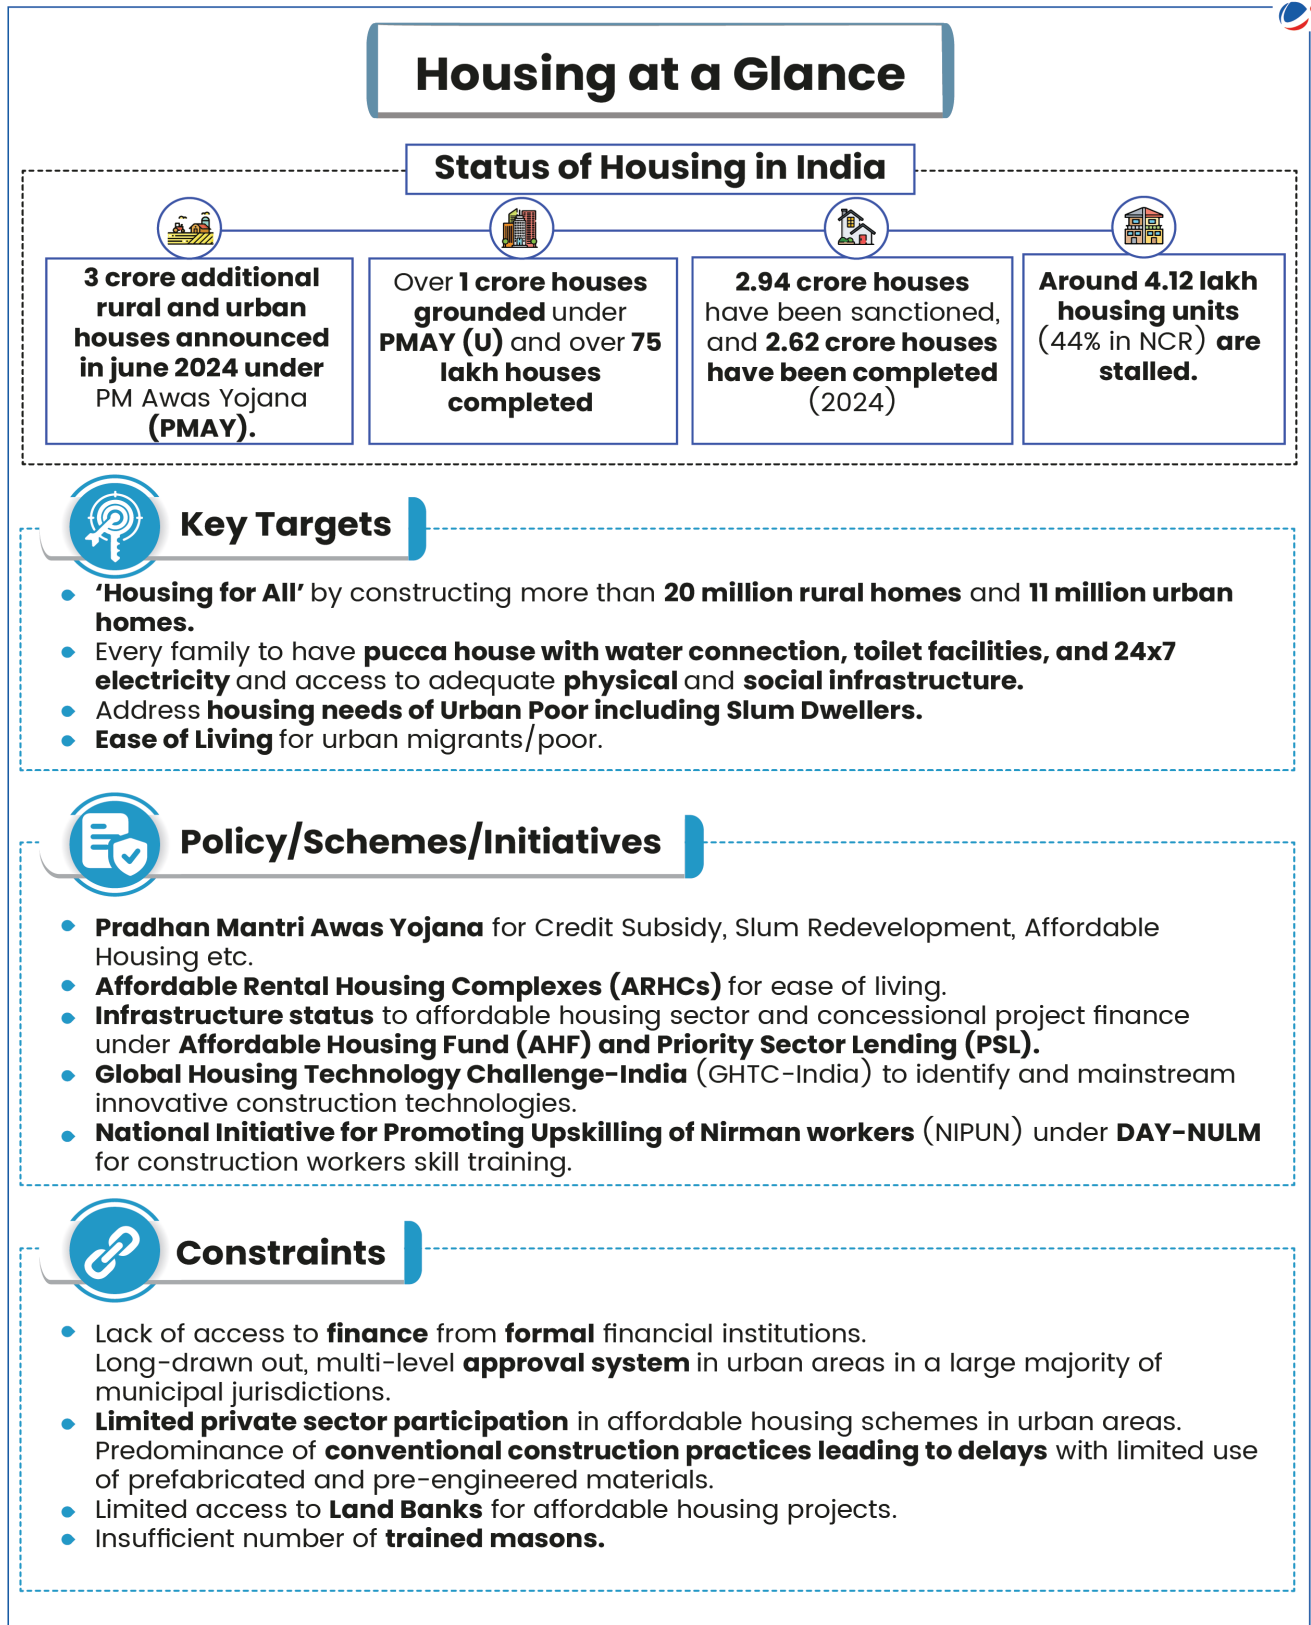 Housing at a Glance
Status of Housing in India
3 crore additional
rural and urban
houses announced
in june 2024 under
PM Awas Yojana
(PMAY).
Over 1 crore houses
grounded under
PMAY (U) and over 75
lakh houses
completed
2.94 crore houses
have been sanctioned,
and 2.62 crore houses
have been completed
(2024)
Around 4.12 lakh
housing units
(44% in NCR) are
stalled.
Key Targets
‘Housing for All’ by constructing more than 20 million rural homes and 11 million urban
homes.
Every family to have pucca house with water connection, toilet facilities, and 24x7
electricity and access to adequate physical and social infrastructure.
Address housing needs of Urban Poor including Slum Dwellers.
Ease of Living for urban migrants/poor.
Policy/Schemes/Initiatives
Pradhan Mantri Awas Yojana for Credit Subsidy, Slum Redevelopment, Affordable
Housing etc.
Affordable Rental Housing Complexes (ARHCs) for ease of living.
Infrastructure status to affordable housing sector and concessional project finance
under Affordable Housing Fund (AHF) and Priority Sector Lending (PSL).
Global Housing Technology Challenge-India (GHTC-India) to identify and mainstream
innovative construction technologies.
National Initiative for Promoting Upskilling of Nirman workers (NIPUN) under DAY-NULM
for construction workers skill training.
Constraints
Lack of access to finance from formal financial institutions.
Long-drawn out, multi-level approval system in urban areas in a large majority of
municipal jurisdictions.
Limited private sector participation in affordable housing schemes in urban areas.
Predominance of conventional construction practices leading to delays with limited use
of prefabricated and pre-engineered materials.
Limited access to Land Banks for affordable housing projects.
Insufficient number of trained masons.